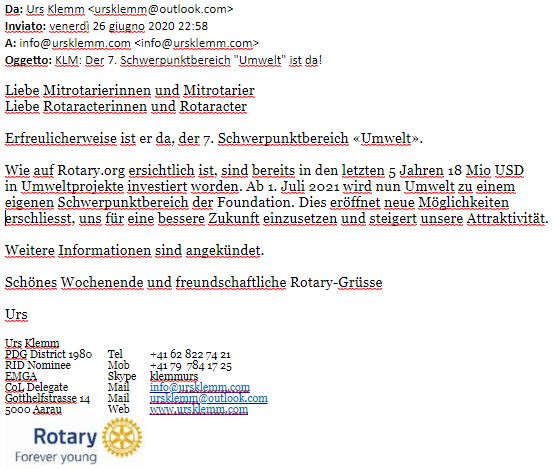 Da: Urs Klemm <ursklemm@outlook.com>
Inviato: venerdì 26 giugno 2020 22:58
A: info@ursklemm.com <info@ursklemm.com>
Oggetto: KLM: Der 7. Schwerpunktbereich "Umwelt" ist da!
Liebe Mitrotarierinnen und Mitrotarier
Liebe Rotaracterinnen und Rotaracter
Erfreulicherweise ist er da, der 7. Schwerpunktbereich «Umwelt».
Wie auf Rotary.org ersichtlich ist, sind bereits in den letzten 5 Jahren 18 Mio USD
in Umweltprojekte investiert worden. Ab 1. Juli 2021 wird nun Umwelt zu einem
eigenen Schwerpunktbereich der Foundation. Dies eröffnet neue Möglichkeiten
erschliesst, uns für eine bessere Zukunft einzusetzen und steigert unsere Attraktivität.
Weitere Informationen sind angekündet.
Schönes Wochenende und freundschaftliche Rotary-Grüsse
Urs
Urs Klemm
PDG District 1980 Tel +41 62 822 74 21
RID Nominee Mob +41 79 784 17 25
EMGA Skype klemmurs
CoL Delegate Mail info@ursklemm.com
Gotthelfstrasse 14 Mail ursklemm@outlook.com
5000 Aarau Web www.ursklemm.com
Rotary
Forever young